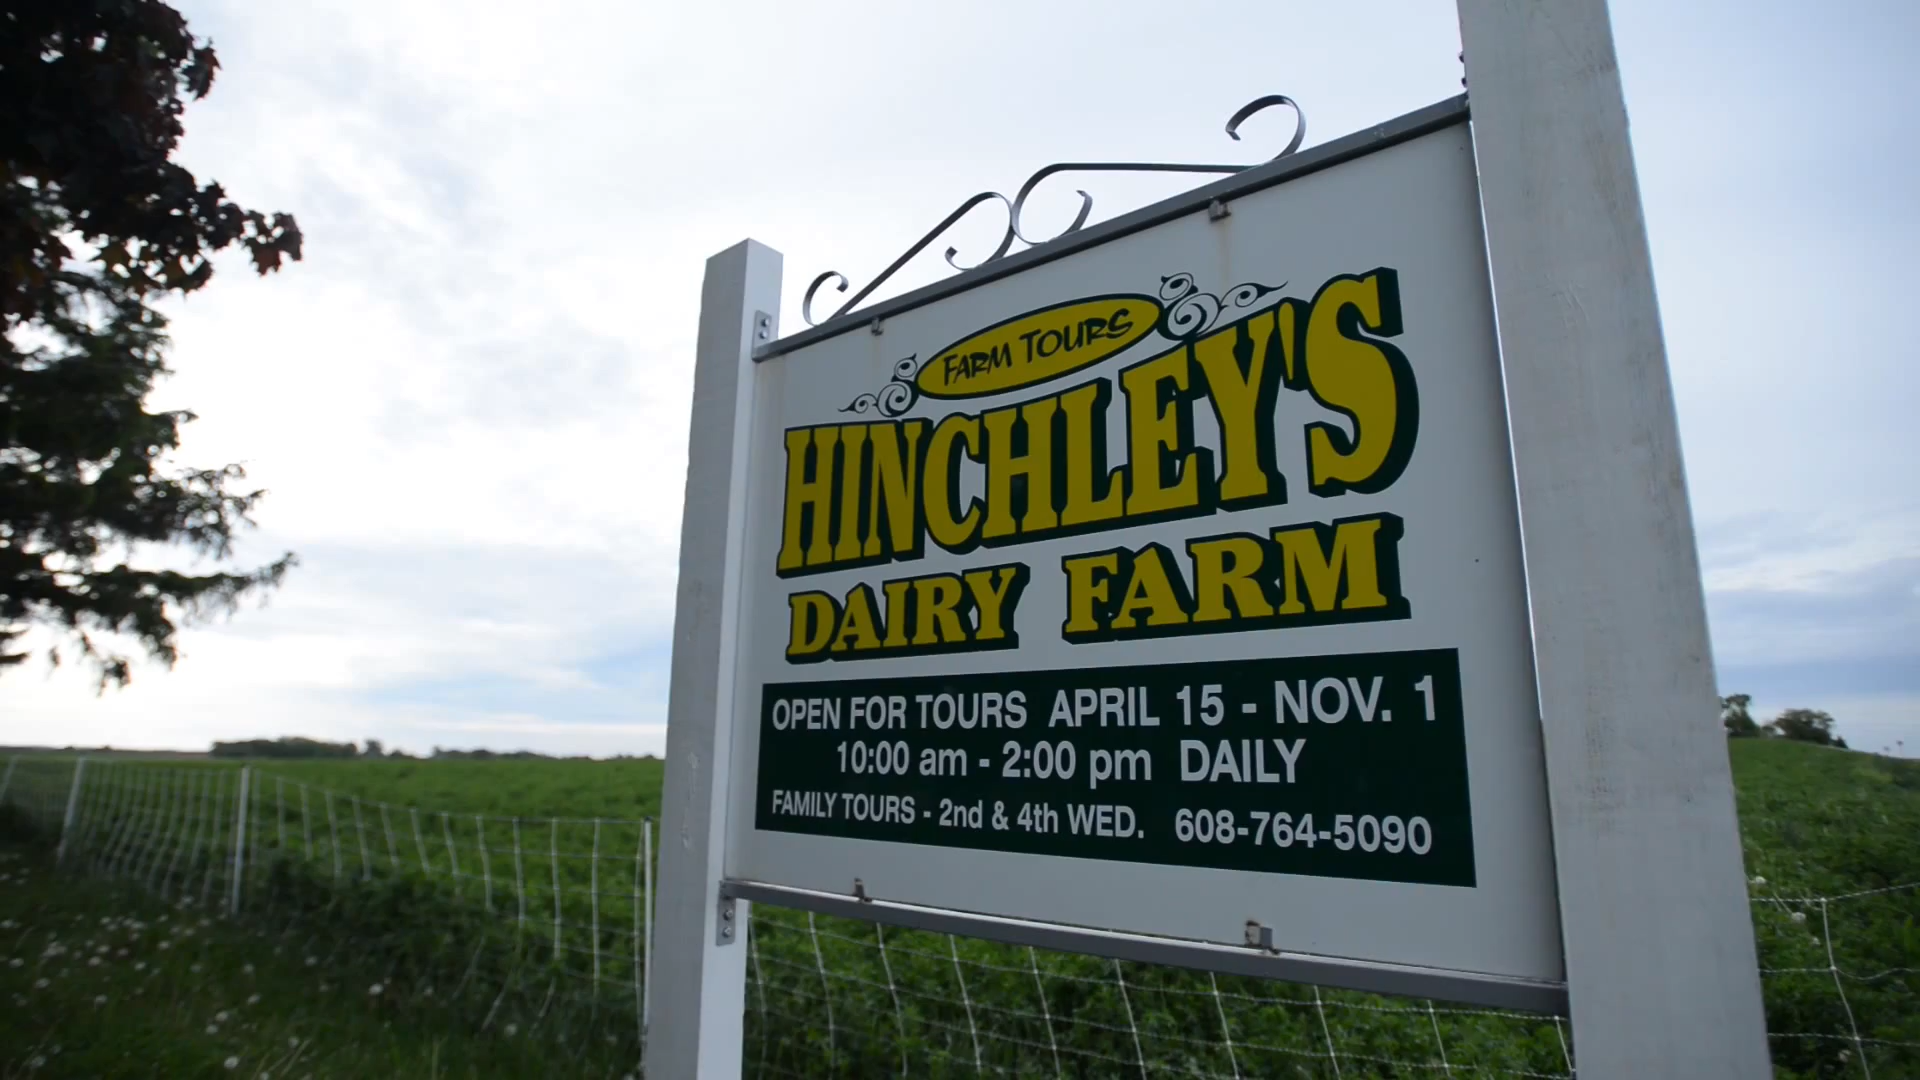 FARM TOURS
HINCHLEY'S
DAIRY FARM
OPEN FOR TOURS APRIL 15 - NOV. 1
10:00 am - 2:00 pm DAILY
FAMILY TOURS - 2nd & 4th WED. 608-764-5090